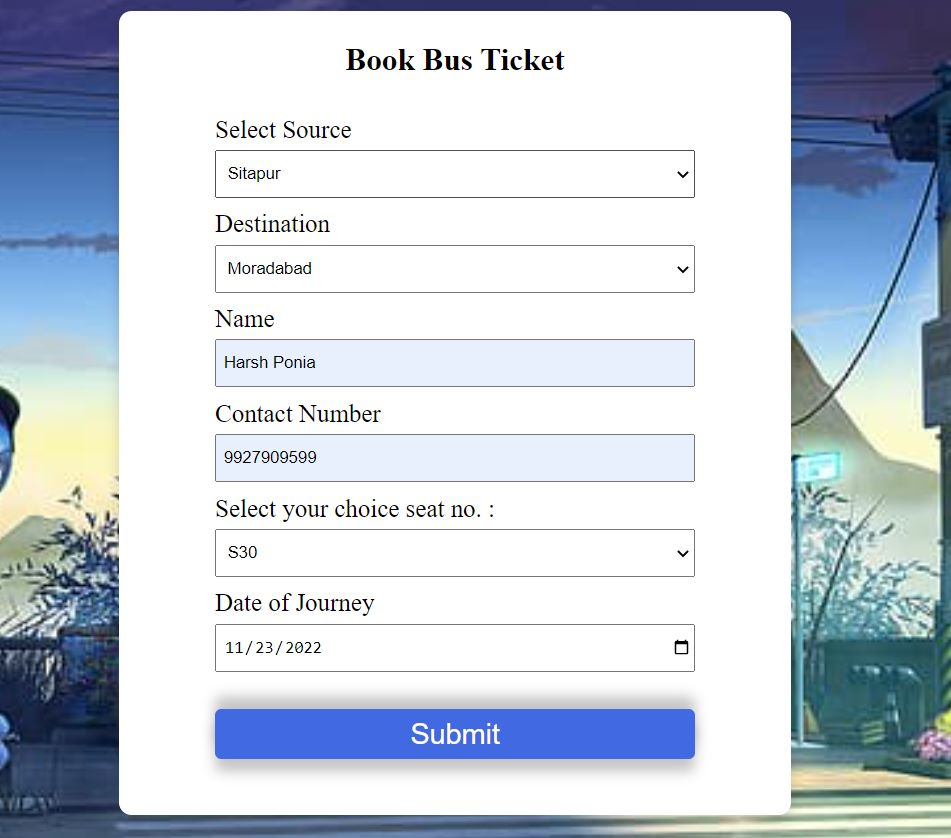 Book Bus Ticket
Select Source
Sitapur
Destination
Moradabad
Name
Harsh Ponia
Contact Number
9927909599
Select your choice seat no. :
S30
Date of Journey
11/23/2022
Submit